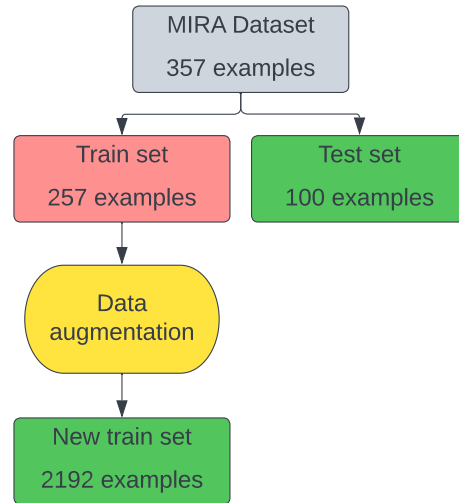 MIRA Dataset
357 examples
Train set
257 examples
Test set
100 examples
Data
augmentation
New train set
2192 examples